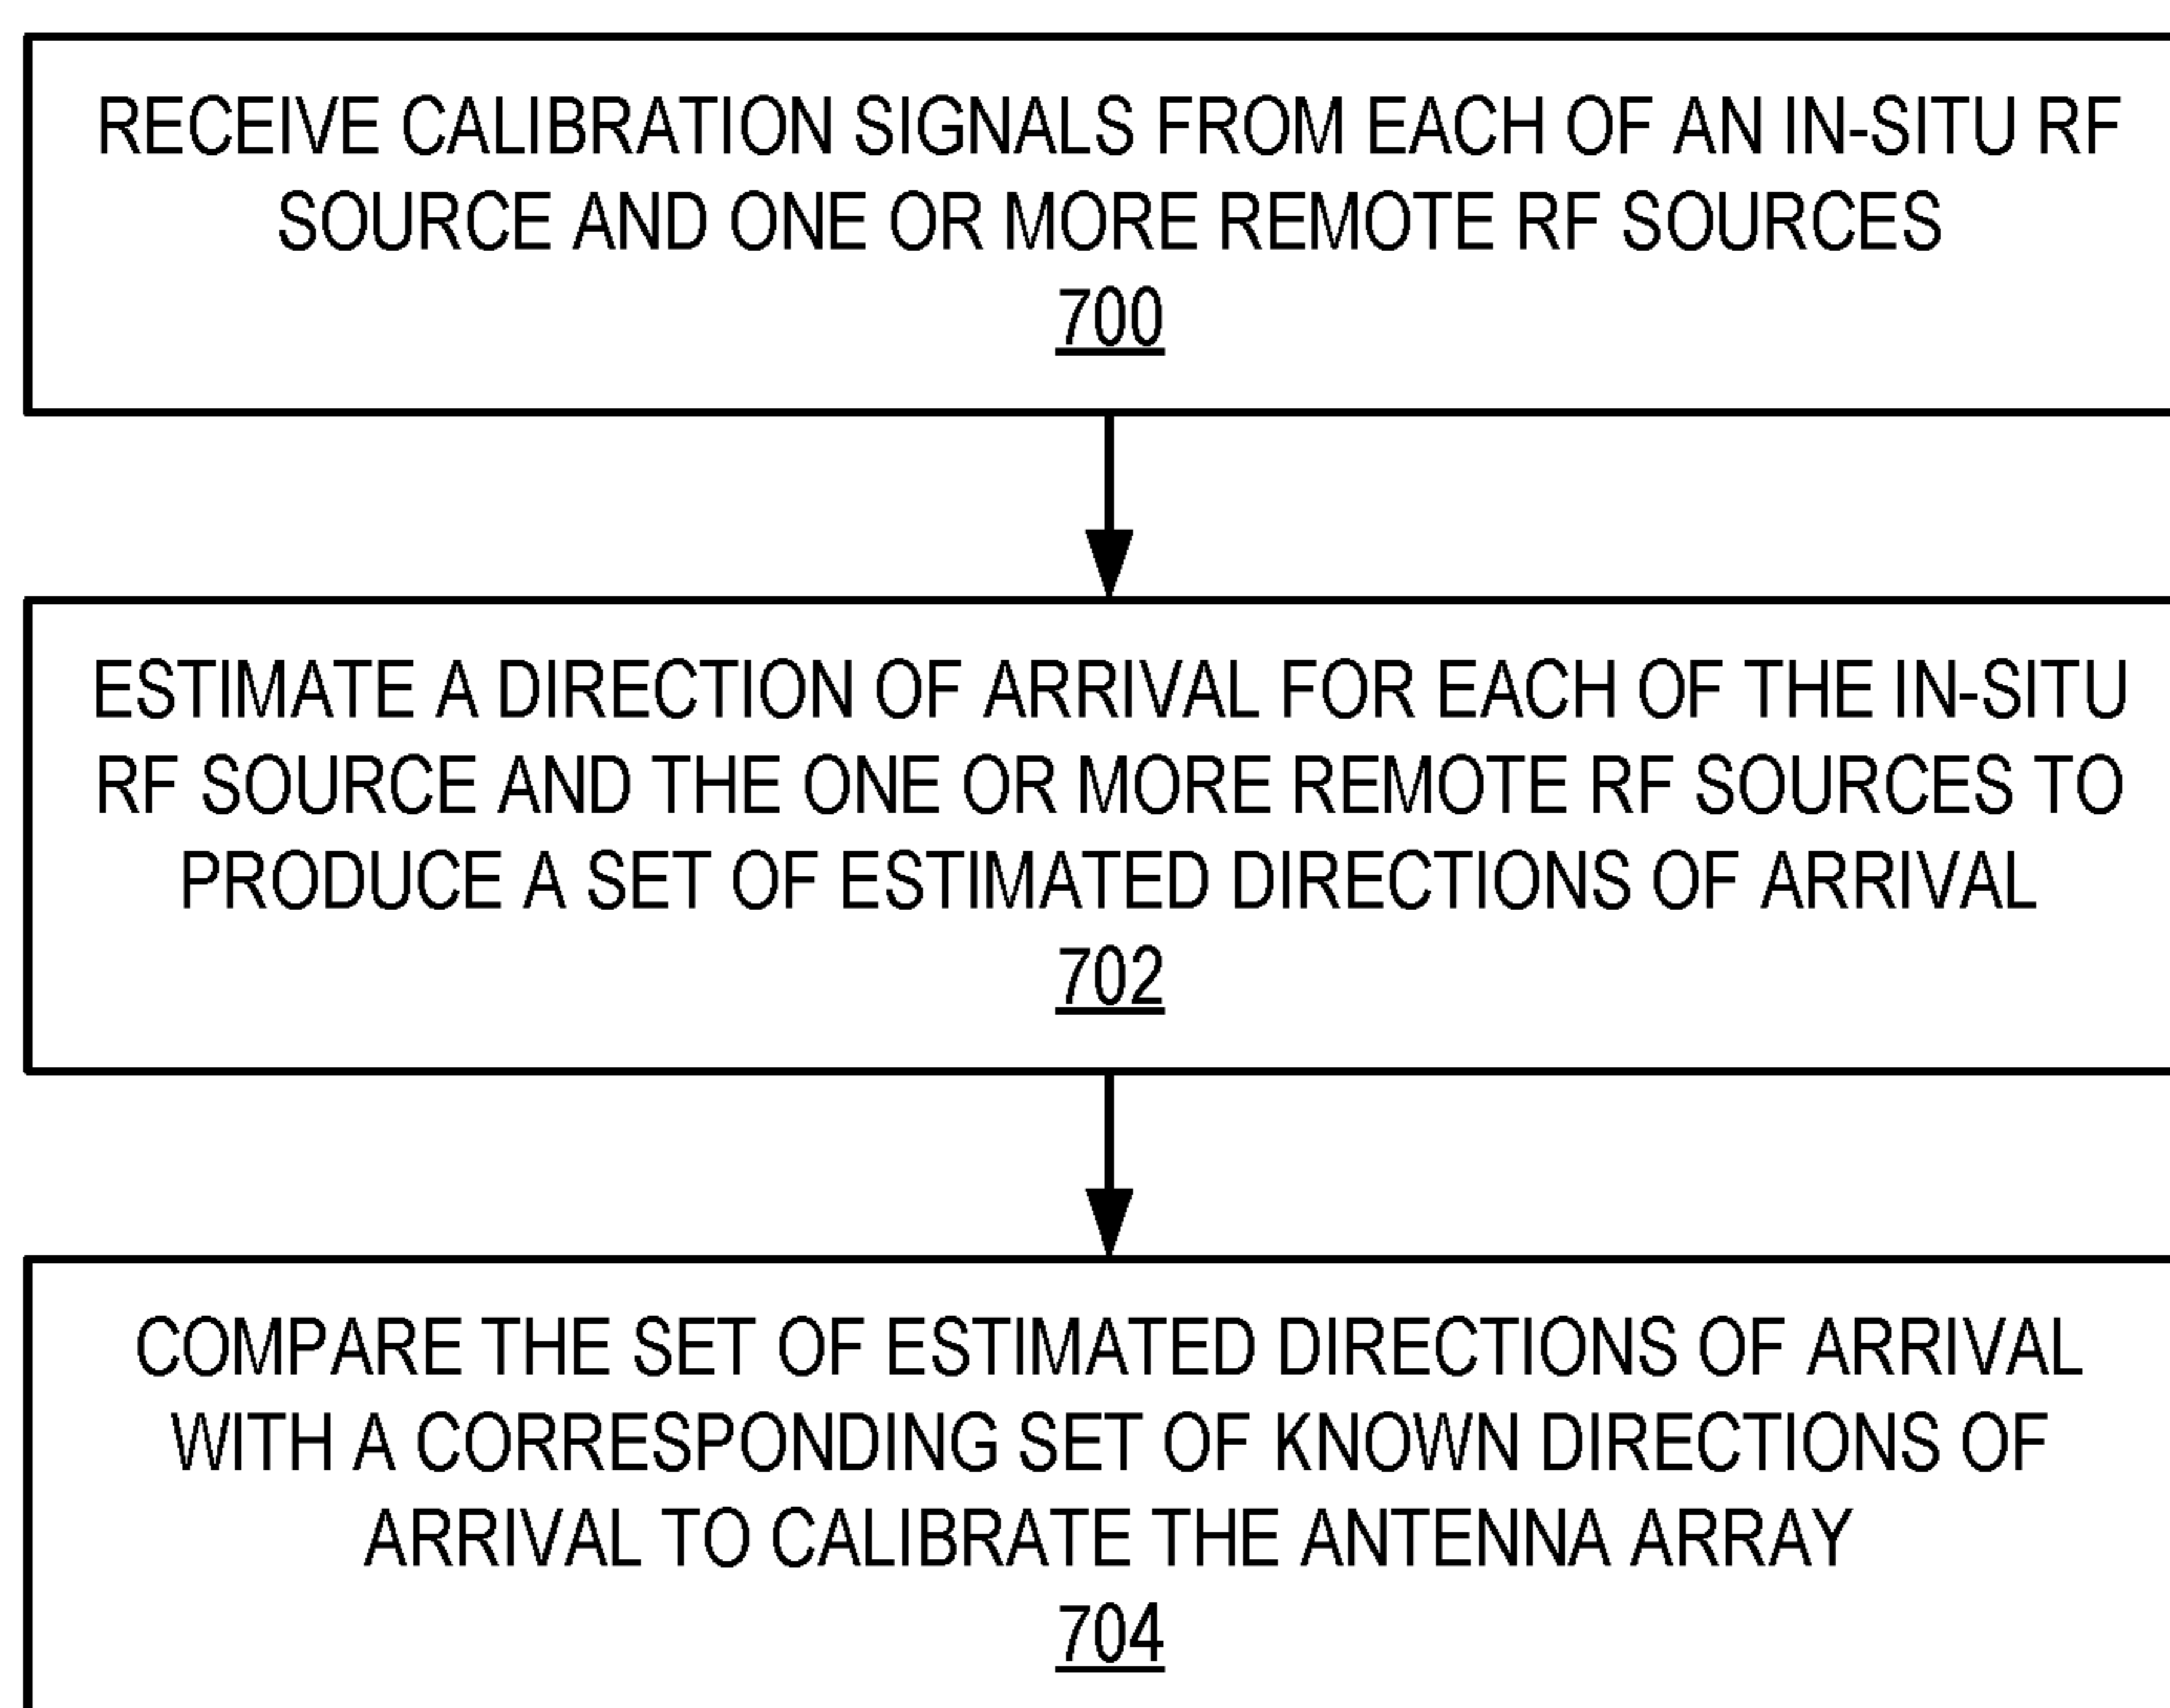 RECEIVE CALIBRATION SIGNALS FROM EACH OF AN IN-SITU RF
SOURCE AND ONE OR MORE REMOTE RF SOURCES
700
ESTIMATE A DIRECTION OF ARRIVAL FOR EACH OF THE IN-SITU
RF SOURCE AND THE ONE OR MORE REMOTE RF SOURCES TO
PRODUCE A SET OF ESTIMATED DIRECTIONS OF ARRIVAL
702
COMPARE THE SET OF ESTIMATED DIRECTIONS OF ARRIVAL
WITH A CORRESPONDING SET OF KNOWN DIRECTIONS OF
ARRIVAL TO CALIBRATE THE ANTENNA ARRAY
704